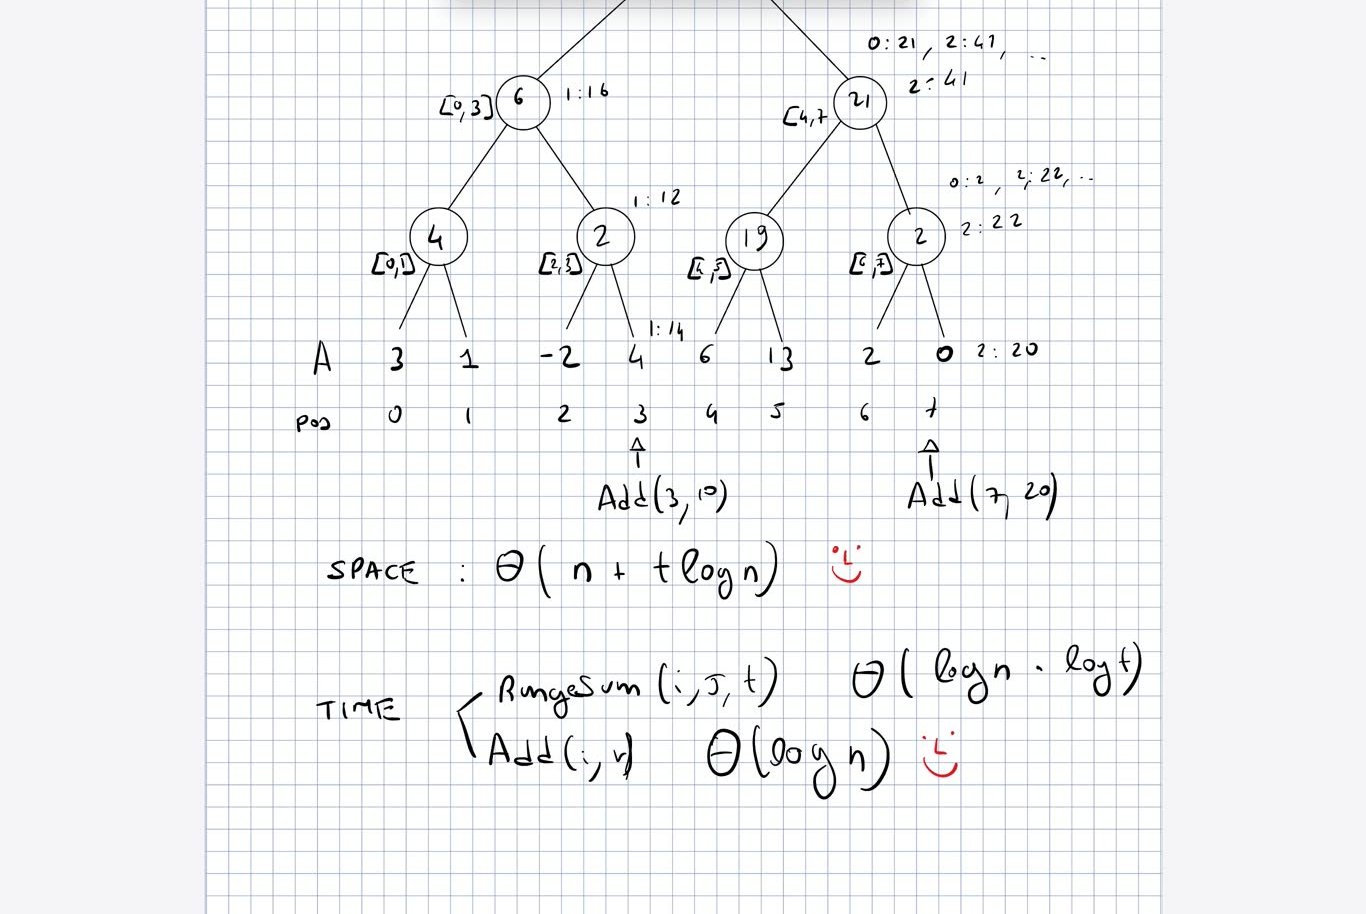 0:21, 2:41, ..
2:41
[0,3] 6 1:16 [4,7 21
0:2, 2:22, ..
1:12
[0,1] 4 [2,3] 2 [4,5] 19 [6,7] 2 2:22
1:14
A 3 1 -2 4 6 13 2 0 2:20
pos 0 1 2 3 4 5 6 7
Add(3,10) Add(7,20)
SPACE : Θ(n + t log n)
RangeSum(i,J,t) Θ(log n · log t)
TIME
Add(i,v) Θ(log n)